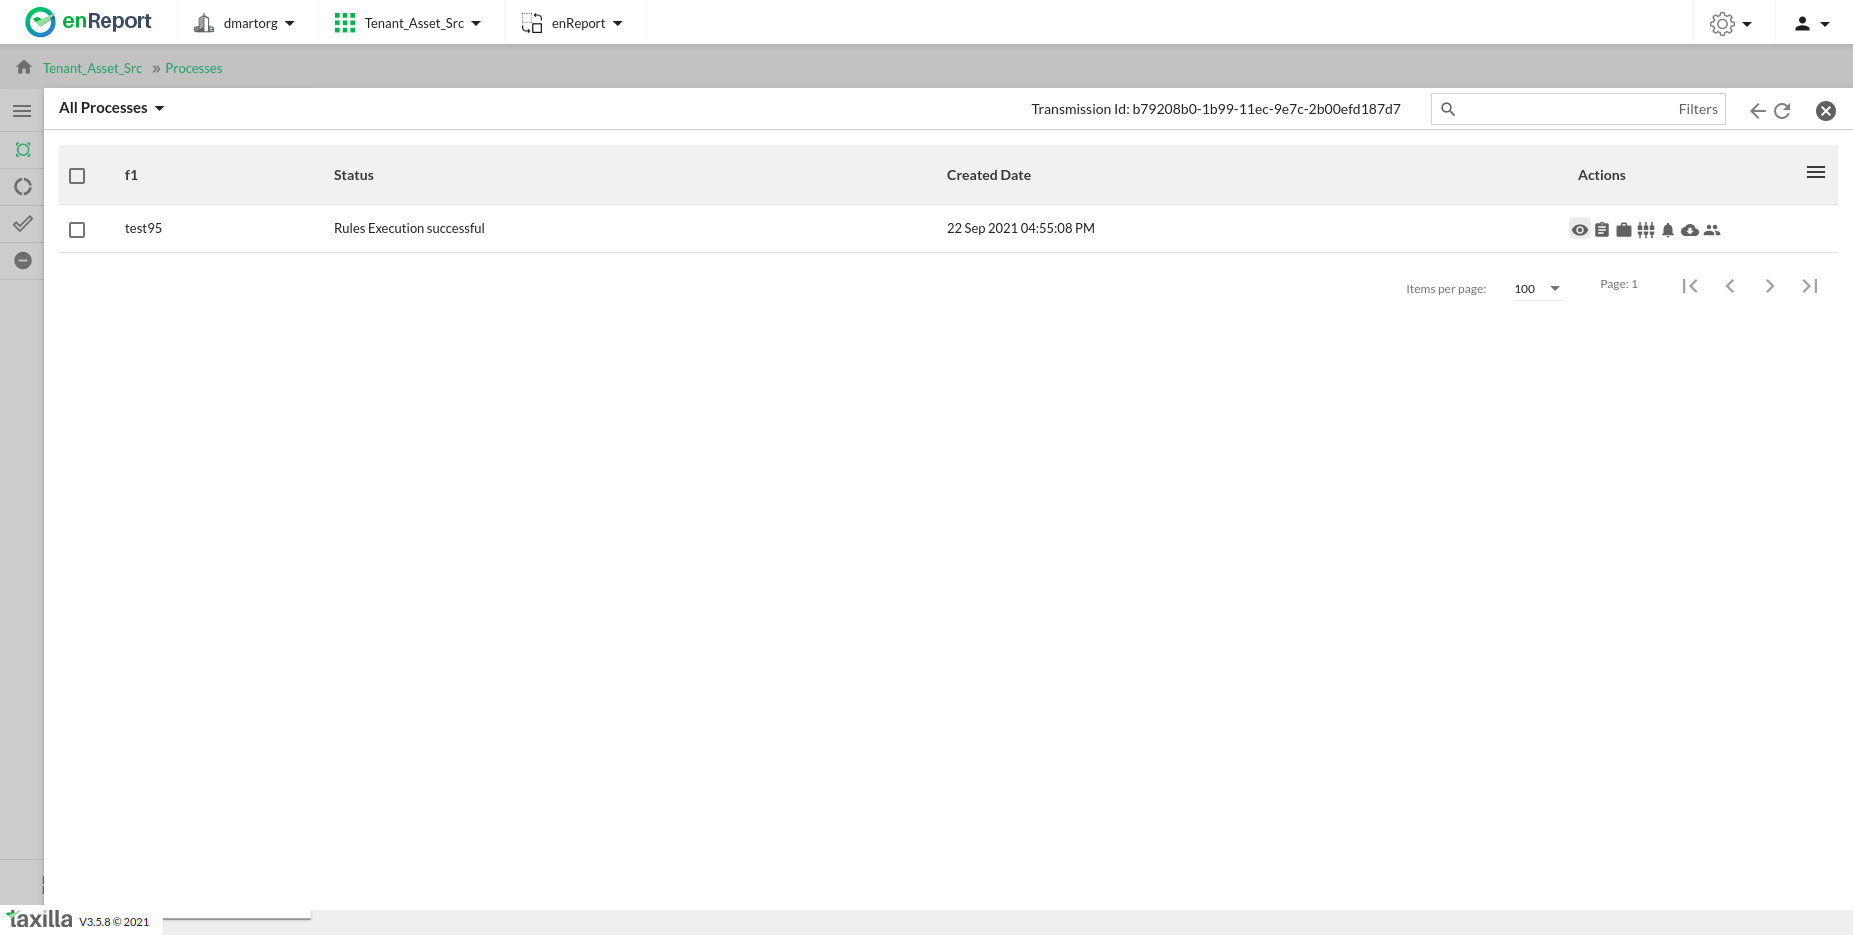 enReport dmartorg Tenant_Asset_Src enReport
Tenant_Asset_Src » Processes
All Processes Transmission Id: b79208b0-1b99-11ec-9e7c-2b00efd187d7 Filters
f1 Status Created Date Actions
test95 Rules Execution successful 22 Sep 2021 04:55:08 PM
Items per page: 100 Page: 1
taxilla V3.5.8 © 2021